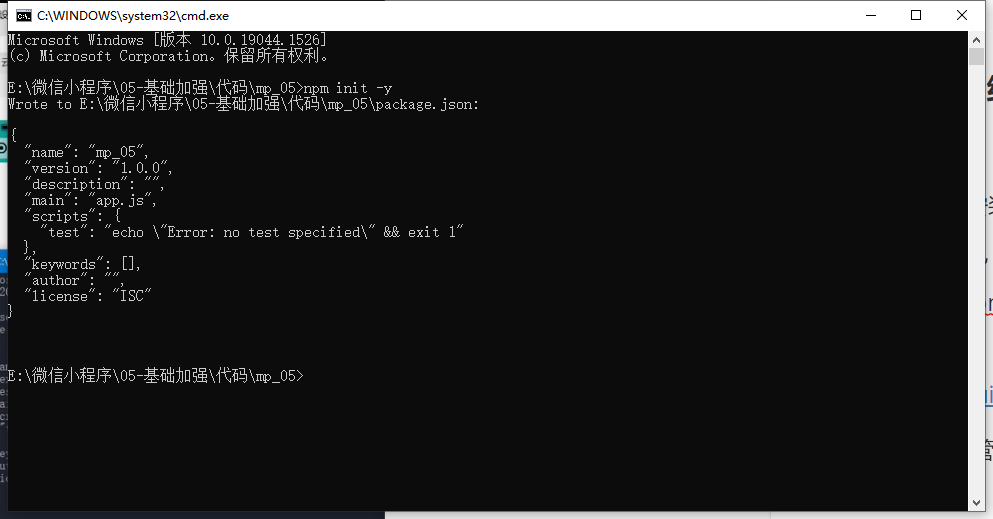 C:\WINDOWS\system32\cmd.exe
Microsoft Windows [版本 10.0.19044.1526]
(c) Microsoft Corporation。保留所有权利。
E:\微信小程序\05-基础加强\代码\mp_05>npm init -y
Wrote to E:\微信小程序\05-基础加强\代码\mp_05\package.json:
{
  "name": "mp_05",
  "version": "1.0.0",
  "description": "",
  "main": "app.js",
  "scripts": {
    "test": "echo \"Error: no test specified\" && exit 1"
  },
  "keywords": [],
  "author": "",
  "license": "ISC"
}
E:\微信小程序\05-基础加强\代码\mp_05>